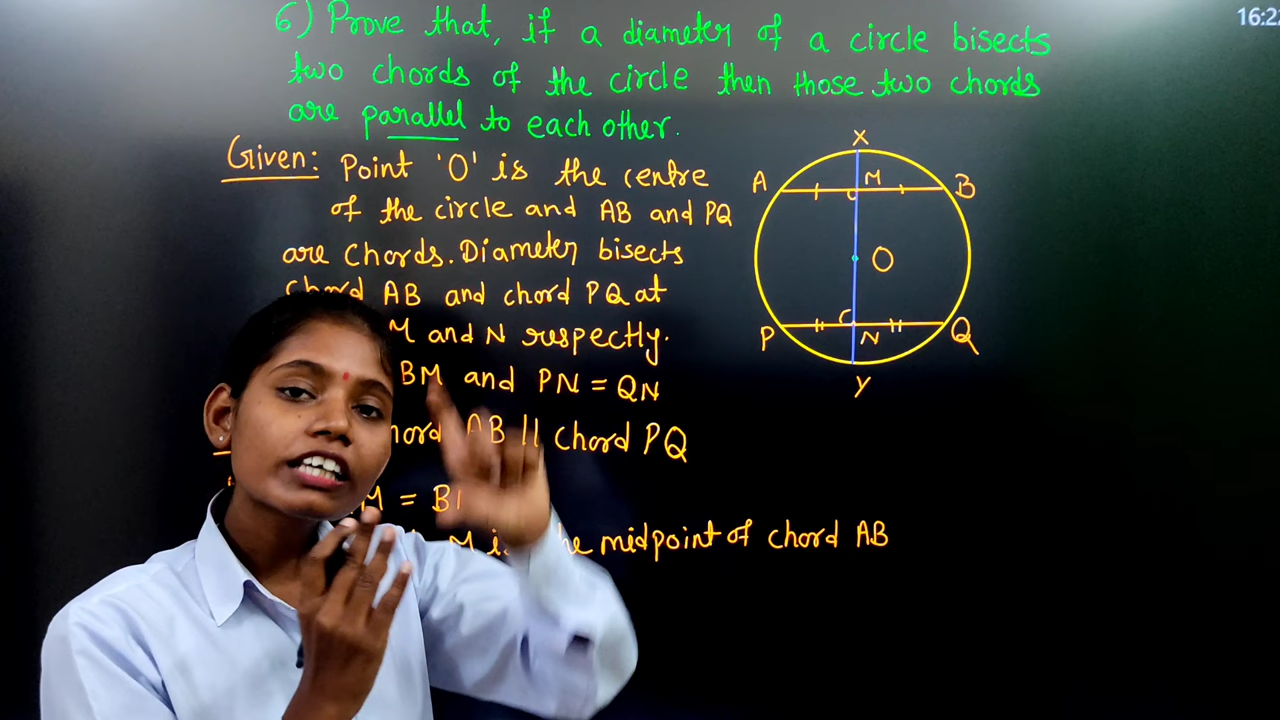 6) Prove that, if a diameter of a circle bisects
two chords of the circle then those two chords
are parallel to each other.
Given: Point 'O' is the centre
of the circle and AB and PQ
are chords. Diameter bisects
chord AB and chord PQ at
M and N respectly.
BM and PN = QN
chord AB || chord PQ
M = B
M is the midpoint of chord AB
X
A M B
O
P N Q
Y